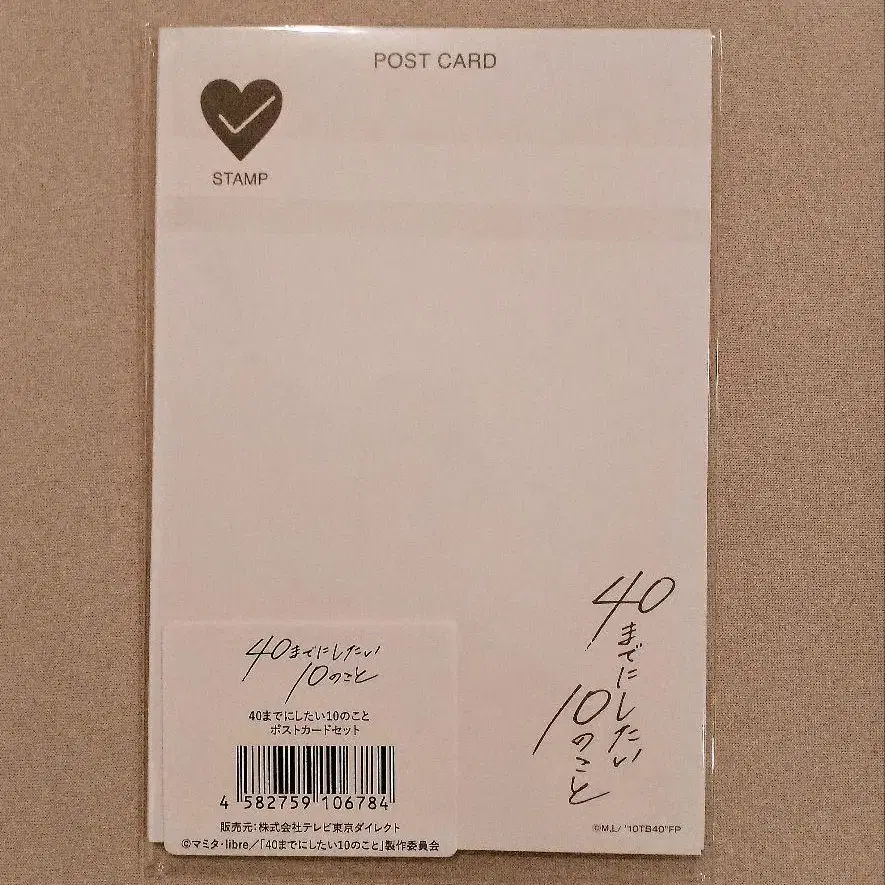 POST CARD
STAMP
40までにしたい
10のこと
40までにしたい
10のこと
40までにしたい10のこと
ポストカードセット
4 582759 106784
販売元：株式会社テレビ東京ダイレクト
©マミタ・libre／「40までにしたい10のこと」製作委員会
©M,L/ "10TB40"FP